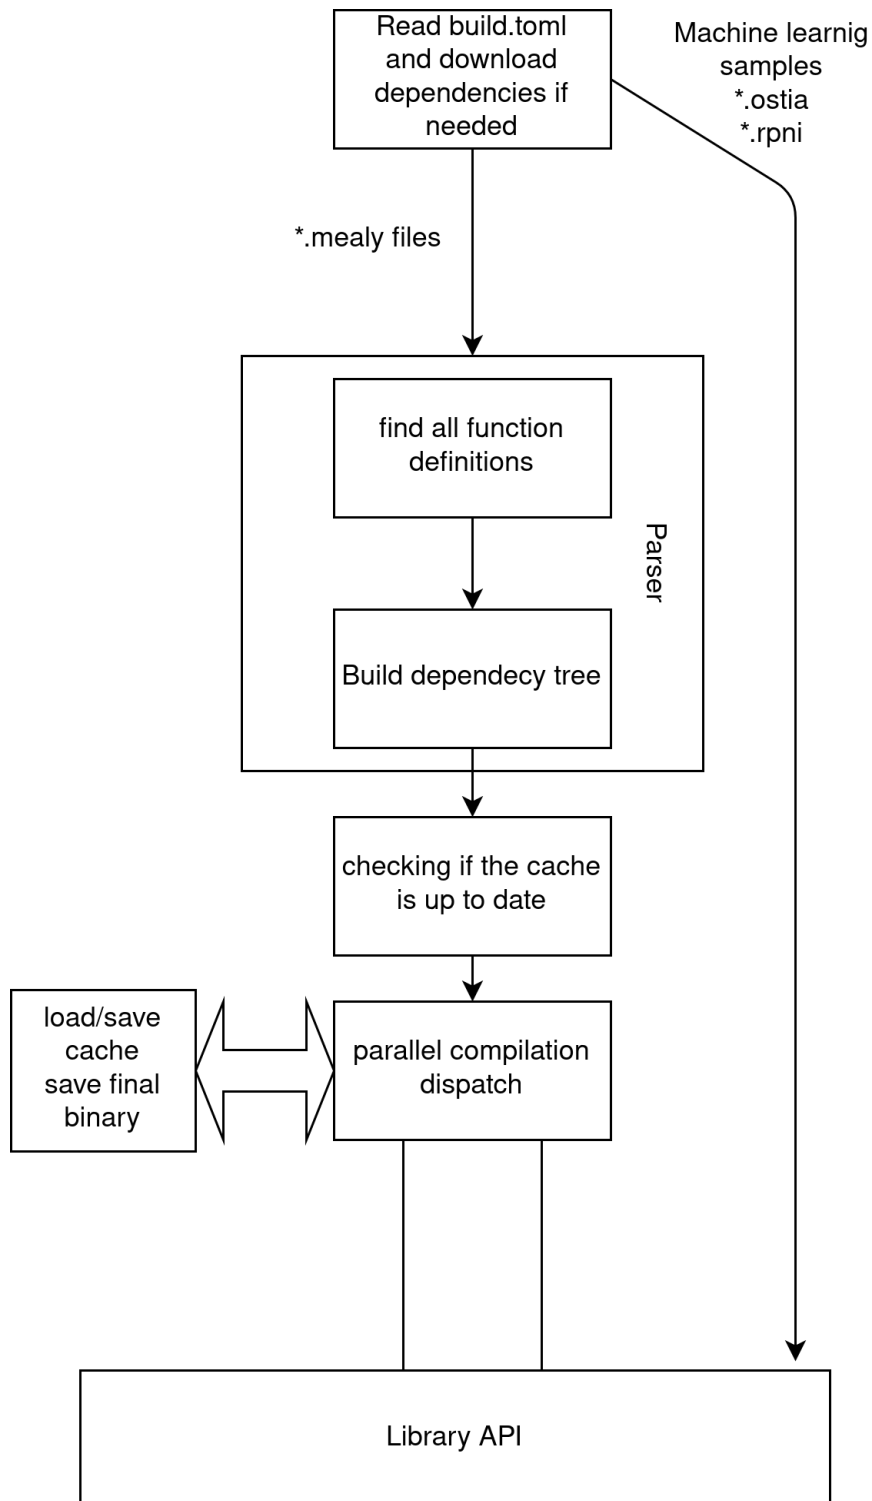 Read build.toml
and download
dependencies if
needed
Machine learnig
samples
*.ostia
*.rpni
*.mealy files
find all function
definitions
Parser
Build dependecy tree
checking if the cache
is up to date
load/save
cache
save final
binary
parallel compilation
dispatch
Library API